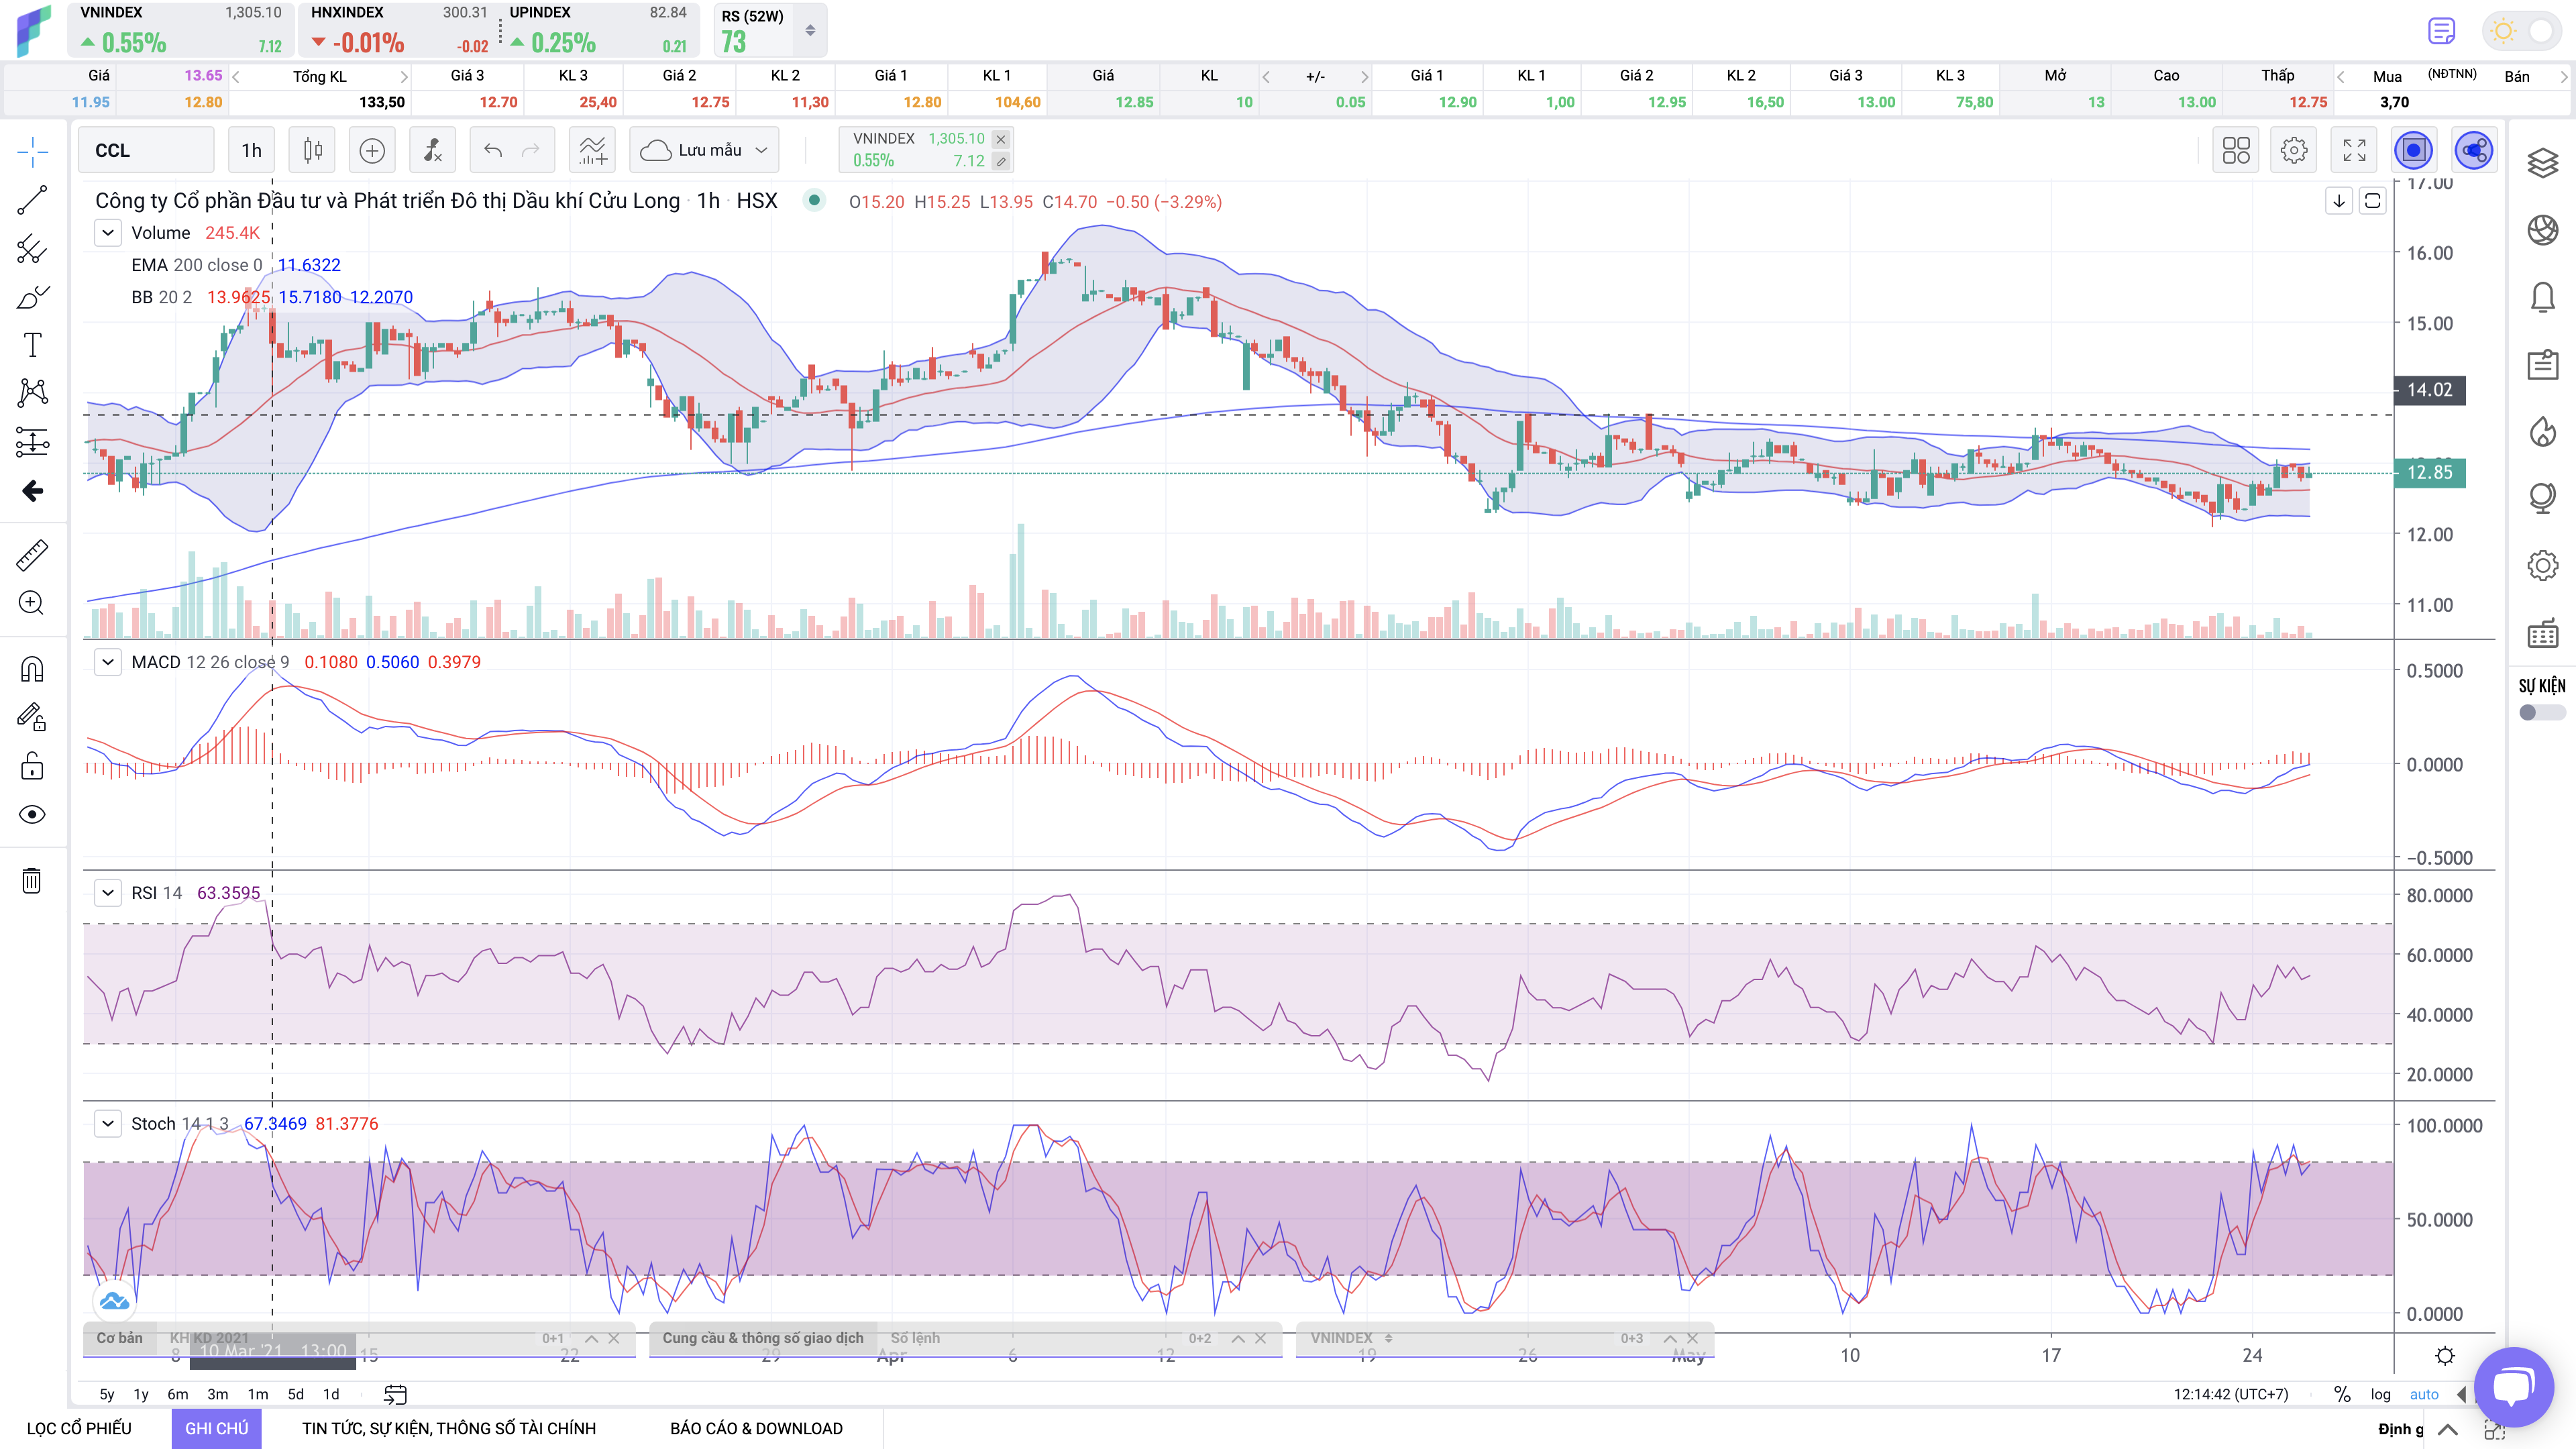 VNINDEX 1,305.10 HNXINDEX 300.31 UPINDEX 82.84 RS (52W)
0.55% 7.12 -0.01% -0.02 0.25% 0.21 73
Giá 13.65 Tổng KL Giá 3 KL 3 Giá 2 KL 2 Giá 1 KL 1 Giá KL +/- Giá 1 KL 1 Giá 2 KL 2 Giá 3 KL 3 Mở Cao Thấp Mua (NĐTNN) Bán
11.95 12.80 133,50 12.70 25,40 12.75 11,30 12.80 104,60 12.85 10 0.05 12.90 1,00 12.95 16,50 13.00 75,80 13 13.00 12.75 3,70
CCL 1h Lưu mẫu VNINDEX 1,305.10
0.55% 7.12
Công ty Cổ phần Đầu tư và Phát triển Đô thị Dầu khí Cửu Long · 1h · HSX O15.20 H15.25 L13.95 C14.70 −0.50 (−3.29%)
Volume 245.4K
EMA 200 close 0 11.6322
BB 20 2 13.9625 15.7180 12.2070
17.00
16.00
15.00
14.02
12.85
12.00
11.00
MACD 12 26 close 9 0.1080 0.5060 0.3979
0.5000
0.0000
−0.5000
RSI 14 63.3595
80.0000
60.0000
40.0000
20.0000
Stoch 14 1 3 67.3469 81.3776
100.0000
50.0000
0.0000
SỰ KIỆN
Cơ bản KH KD 2021 0+1 Cung cầu & thông số giao dịch Sổ lệnh 0+2 VNINDEX 0+3
8 10 Mar '21 13:00 15 22 29 Apr 6 12 19 26 May 10 17 24
5y 1y 6m 3m 1m 5d 1d 12:14:42 (UTC+7) % log auto
LỌC CỔ PHIẾU GHI CHÚ TIN TỨC, SỰ KIỆN, THÔNG SỐ TÀI CHÍNH BÁO CÁO & DOWNLOAD Định g